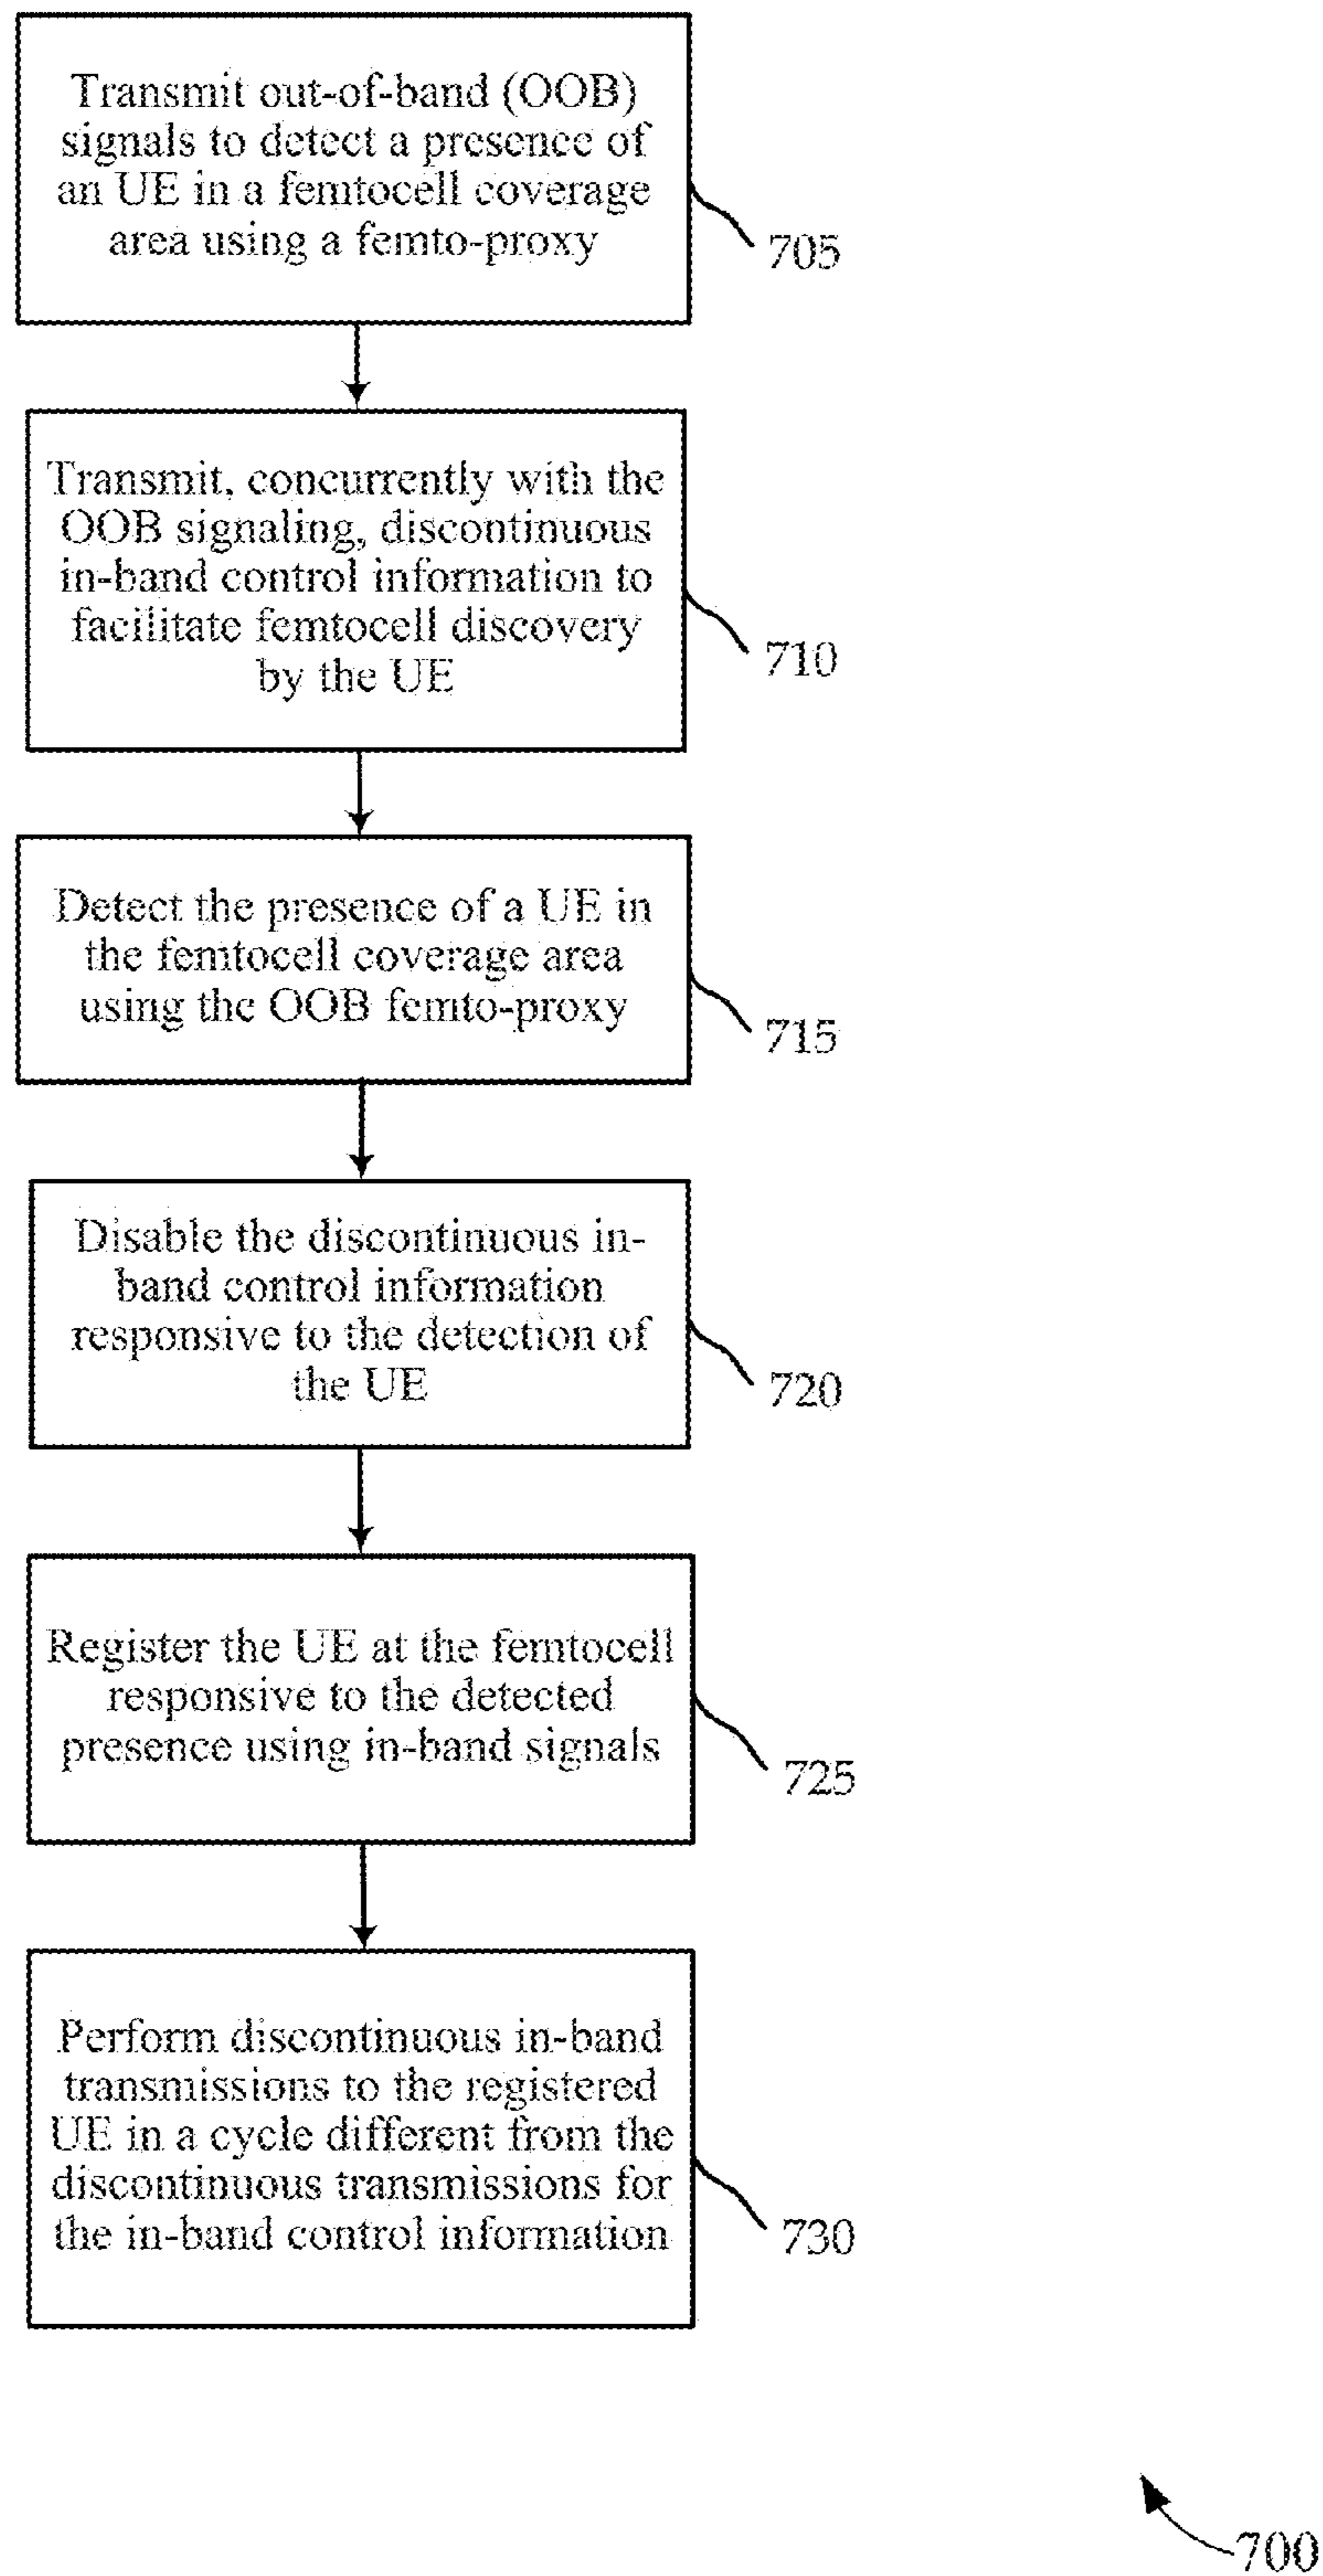 Transmit out-of-band (OOB)
signals to detect a presence of
an UE in a femtocell coverage
area using a femto-proxy
705
Transmit, concurrently with the
OOB signaling, discontinuous
in-band control information to
facilitate femtocell discovery
by the UE
710
Detect the presence of a UE in
the femtocell coverage area
using the OOB femto-proxy
715
Disable the discontinuous in-
band control information
responsive to the detection of
the UE
720
Register the UE at the femtocell
responsive to the detected
presence using in-band signals
725
Perform discontinuous in-band
transmissions to the registered
UE in a cycle different from the
discontinuous transmissions for
the in-band control information
730
700